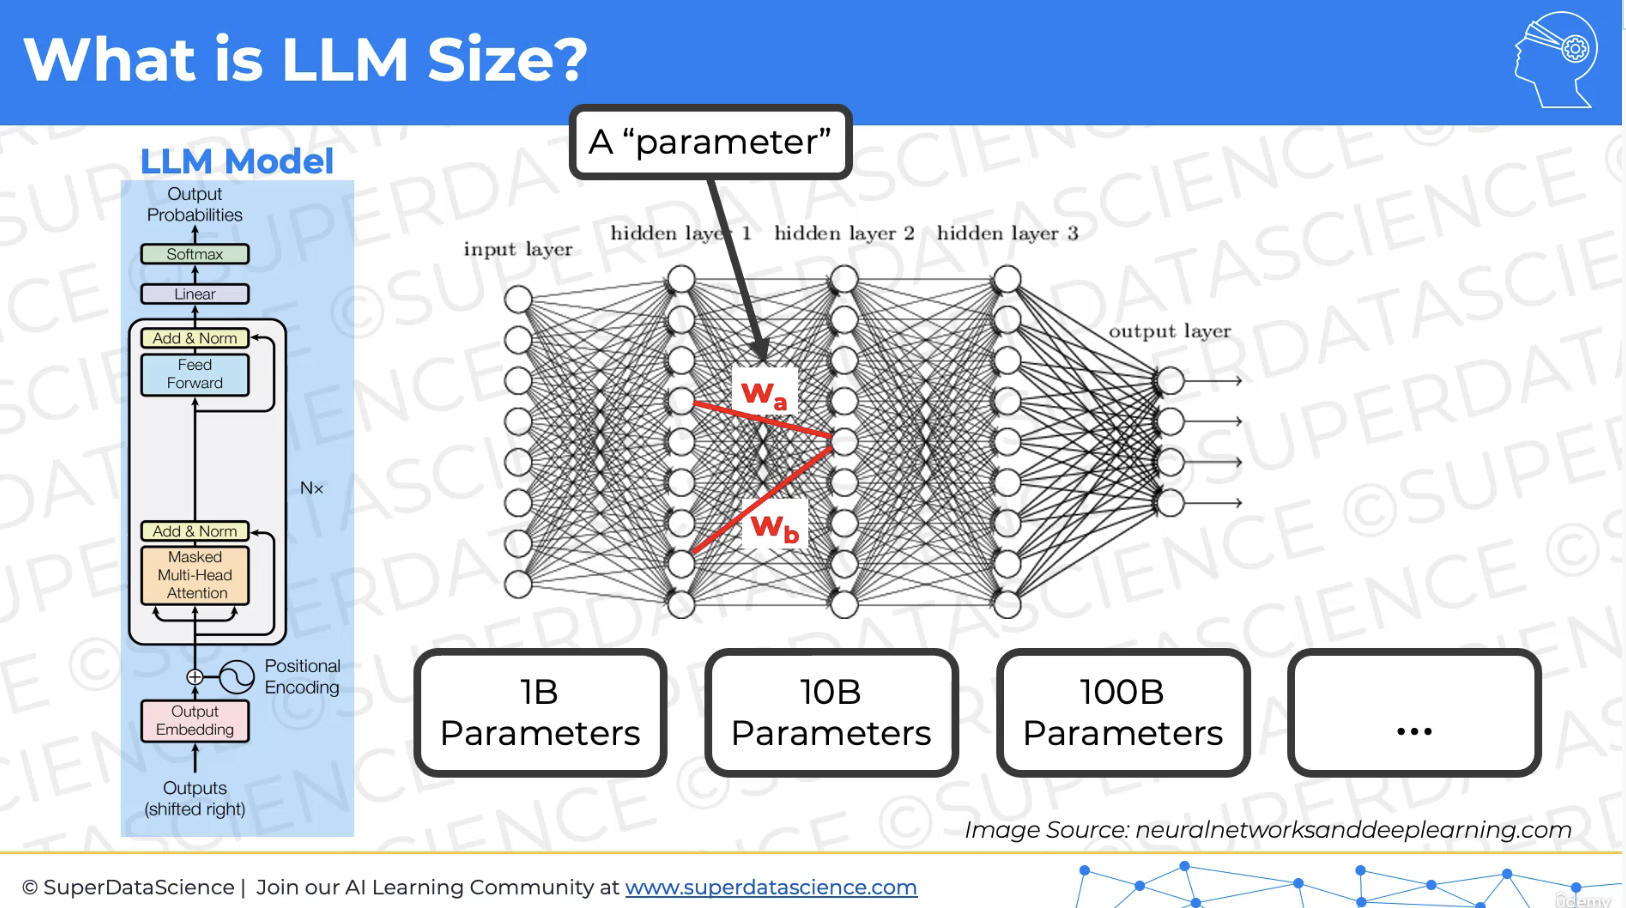 What is LLM Size?
A “parameter”
LLM Model
Output
Probabilities
Softmax
Linear
Add & Norm
Feed
Forward
Nx
Add & Norm
Masked
Multi-Head
Attention
Positional
Encoding
Output
Embedding
Outputs
(shifted right)
input layer
hidden layer 1
hidden layer 2
hidden layer 3
output layer
wa
wb
1B
Parameters
10B
Parameters
100B
Parameters
...
Image Source: neuralnetworksanddeeplearning.com
© SuperDataScience | Join our AI Learning Community at www.superdatascience.com
ûdemy
©SUPERDATASCIENCE